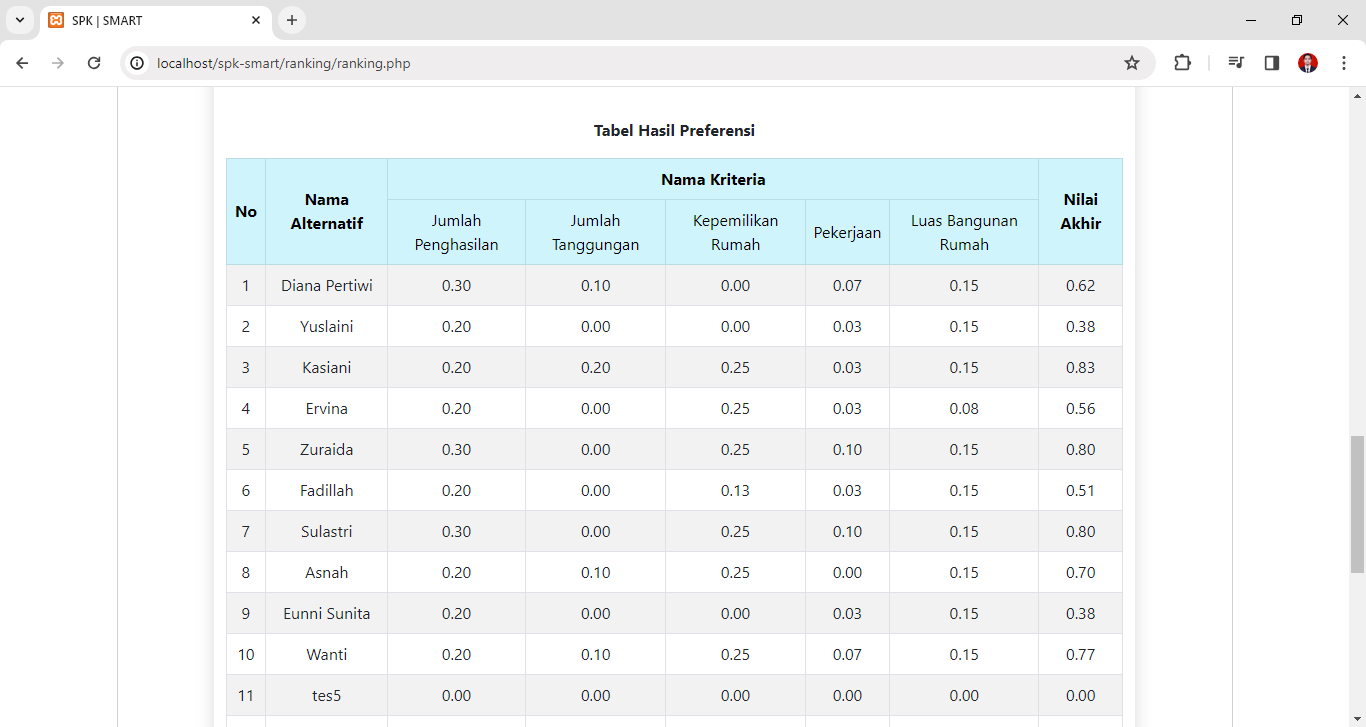 SPK | SMART
localhost/spk-smart/ranking/ranking.php
Tabel Hasil Preferensi
No Nama Alternatif Nama Kriteria Nilai Akhir
Jumlah Penghasilan Jumlah Tanggungan Kepemilikan Rumah Pekerjaan Luas Bangunan Rumah
1 Diana Pertiwi 0.30 0.10 0.00 0.07 0.15 0.62
2 Yuslaini 0.20 0.00 0.00 0.03 0.15 0.38
3 Kasiani 0.20 0.20 0.25 0.03 0.15 0.83
4 Ervina 0.20 0.00 0.25 0.03 0.08 0.56
5 Zuraida 0.30 0.00 0.25 0.10 0.15 0.80
6 Fadillah 0.20 0.00 0.13 0.03 0.15 0.51
7 Sulastri 0.30 0.00 0.25 0.10 0.15 0.80
8 Asnah 0.20 0.10 0.25 0.00 0.15 0.70
9 Eunni Sunita 0.20 0.00 0.00 0.03 0.15 0.38
10 Wanti 0.20 0.10 0.25 0.07 0.15 0.77
11 tes5 0.00 0.00 0.00 0.00 0.00 0.00